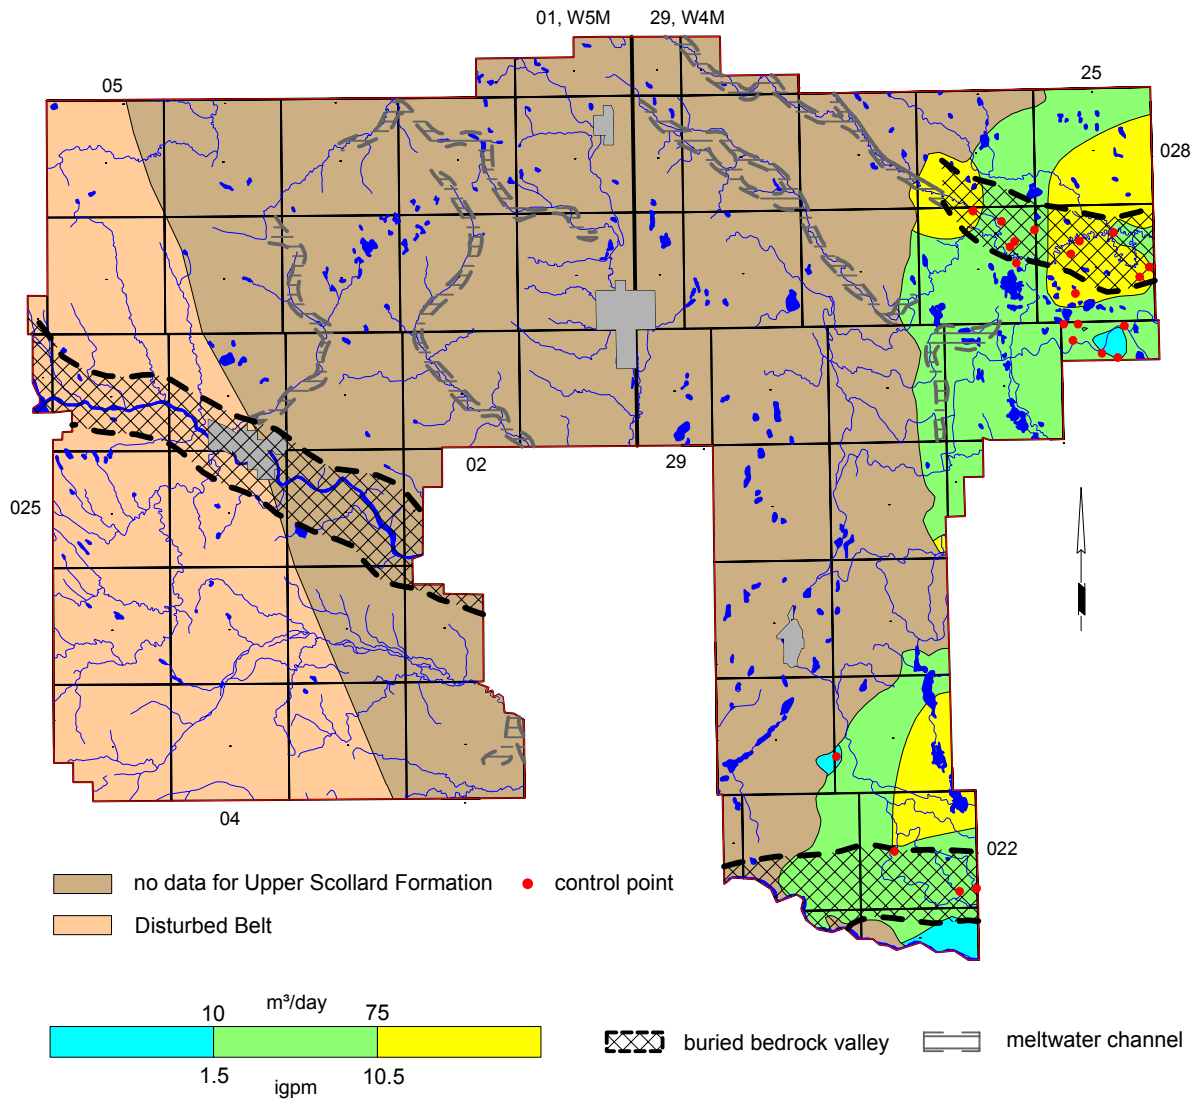 01, W5M 29, W4M
05 25
028
02 29
025
04
022
no data for Upper Scollard Formation control point
Disturbed Belt
m³/day
10 75
1.5 10.5
igpm
buried bedrock valley meltwater channel